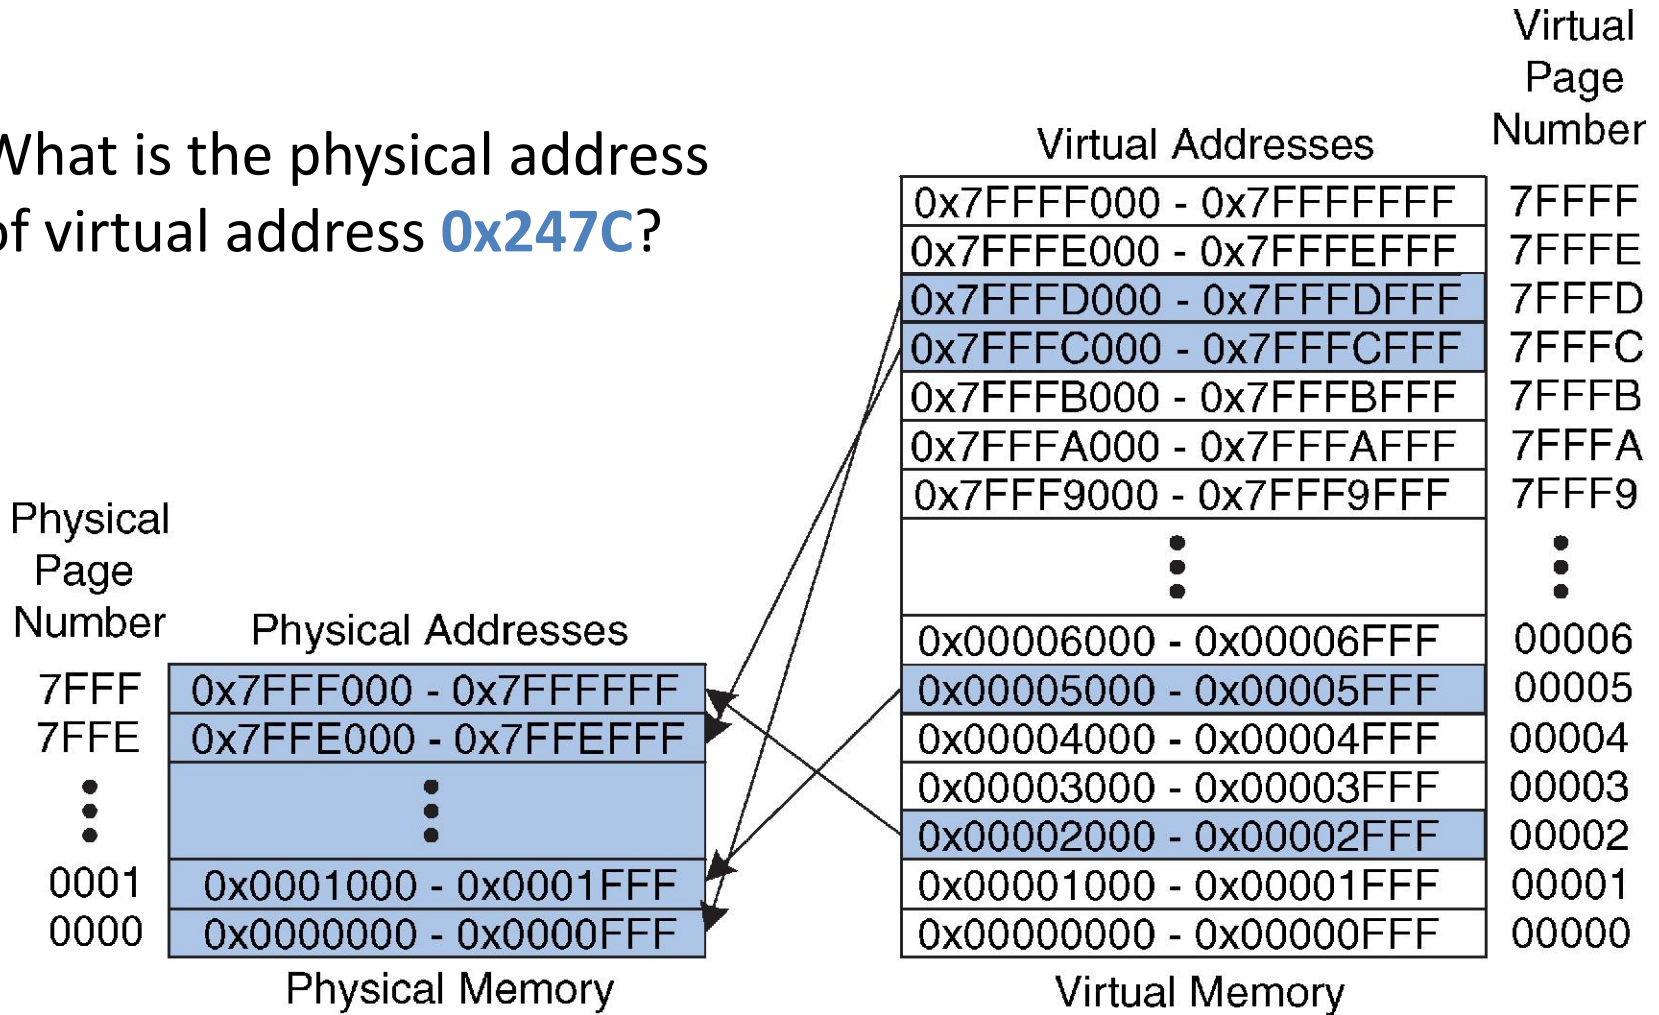 What is the physical address
of virtual address 0x247C?
Virtual
Page
Number
Virtual Addresses
0x7FFFF000 - 0x7FFFFFFF 7FFFF
0x7FFFE000 - 0x7FFFEFFF 7FFFE
0x7FFFD000 - 0x7FFFDFFF 7FFFD
0x7FFFC000 - 0x7FFFCFFF 7FFFC
0x7FFFB000 - 0x7FFFBFFF 7FFFB
0x7FFFA000 - 0x7FFFAFFF 7FFFA
0x7FFF9000 - 0x7FFF9FFF 7FFF9
0x00006000 - 0x00006FFF 00006
0x00005000 - 0x00005FFF 00005
0x00004000 - 0x00004FFF 00004
0x00003000 - 0x00003FFF 00003
0x00002000 - 0x00002FFF 00002
0x00001000 - 0x00001FFF 00001
0x00000000 - 0x00000FFF 00000
Virtual Memory
Physical
Page
Number
Physical Addresses
7FFF 0x7FFF000 - 0x7FFFFFF
7FFE 0x7FFE000 - 0x7FFEFFF
0001 0x0001000 - 0x0001FFF
0000 0x0000000 - 0x0000FFF
Physical Memory